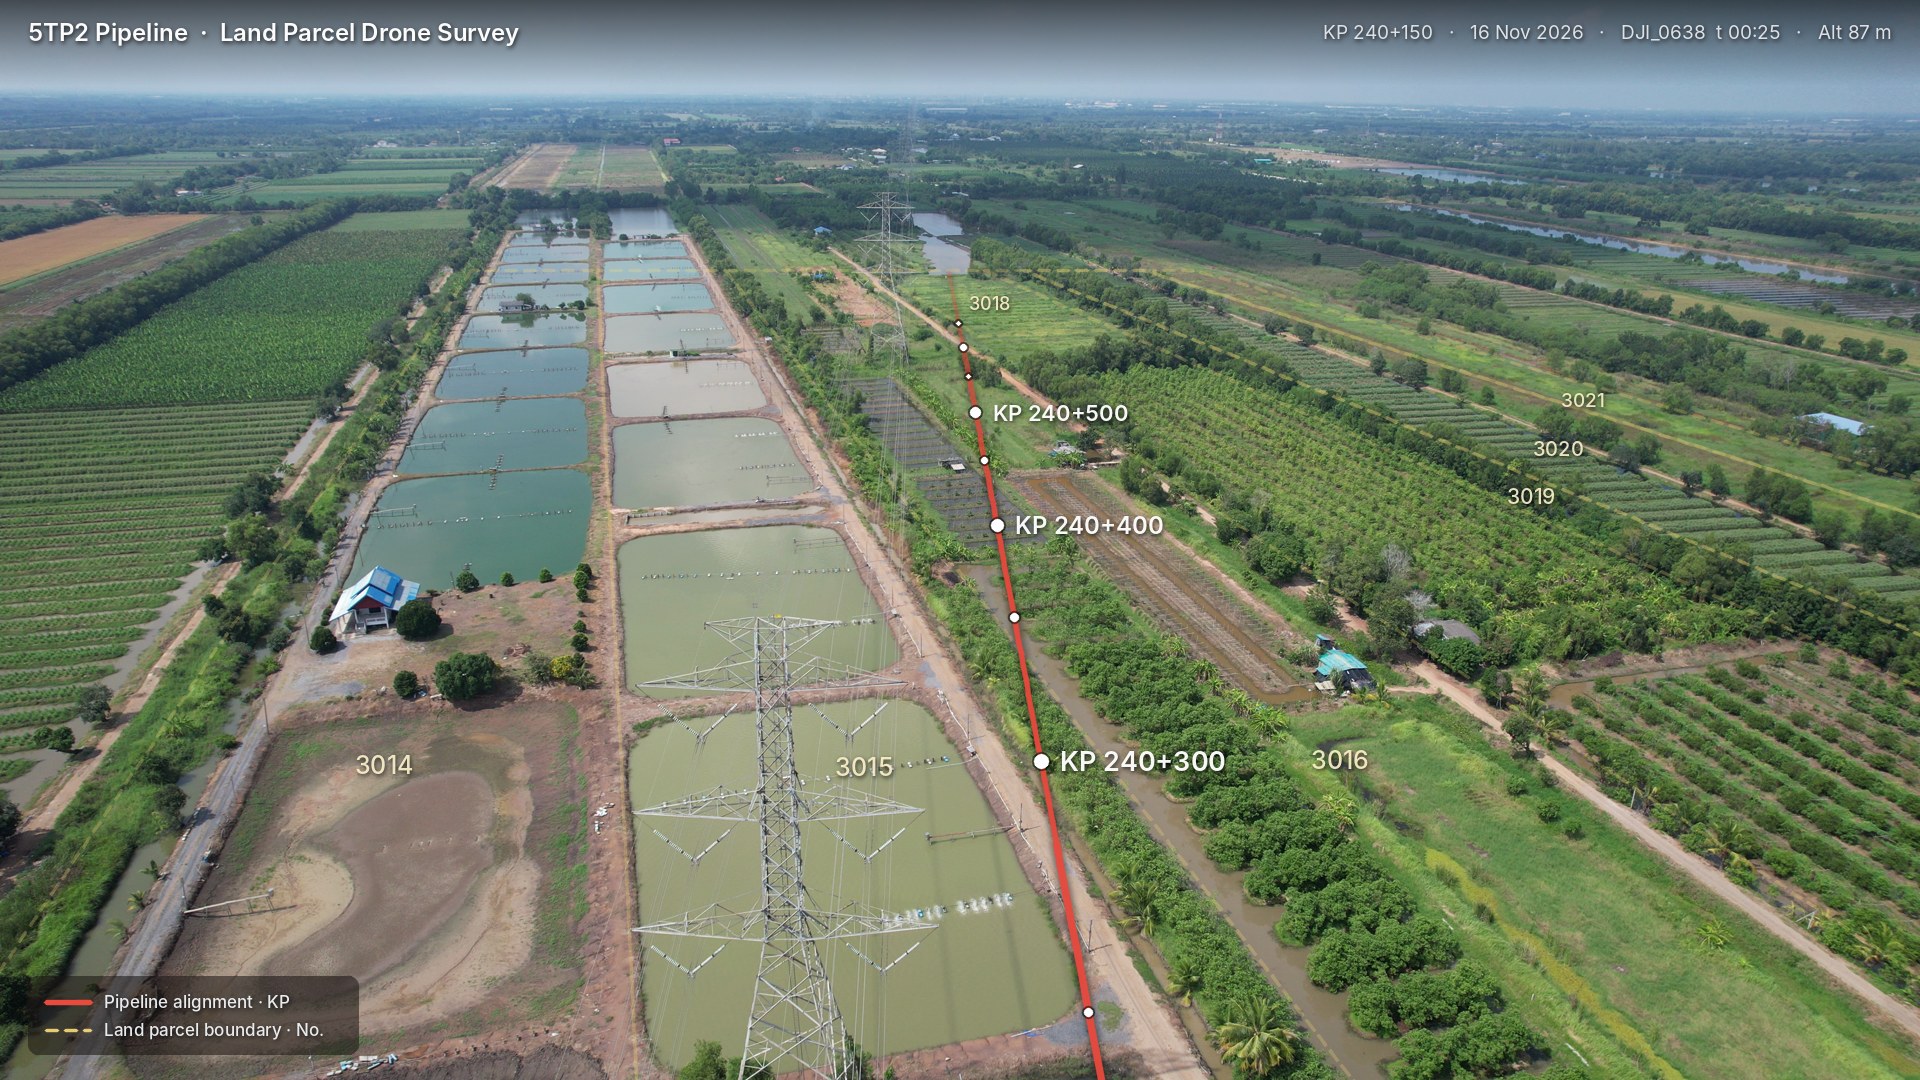 5TP2 Pipeline · Land Parcel Drone Survey
KP 240+150 · 16 Nov 2026 · DJI_0638 t 00:25 · Alt 87 m
3018
3021
KP 240+500
3020
3019
KP 240+400
3014
3015
KP 240+300
3016
Pipeline alignment · KP
Land parcel boundary · No.